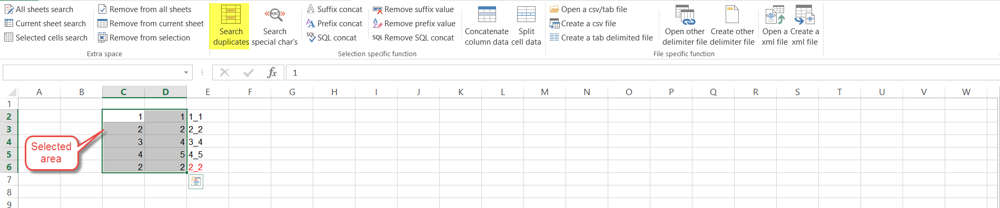 All sheets search
Current sheet search
Selected cells search
Extra space
Remove from all sheets
Remove from current sheet
Remove from selection
Search
duplicates
Search
special char's
Suffix concat
Prefix concat
SQL concat
SQL
Remove suffix value
Remove prefix value
SQL Remove SQL concat
Concatenate
column data
Split
cell data
Selection specific function
Open a csv/tab file
Create a csv file
Create a tab delimited file
Open other
delimiter file
Create other
delimiter file
Open a
xml file
Create a
xml file
File specific function
ABC
fx 1
A B C D E F G H I J K L M N O P Q R S T U V W
1
2 1 1 1_1
3 2 2 2_2
4 3 4 3_4
5 4 5 4_5
6 2 2 2_2
7
8
9
Selected
area